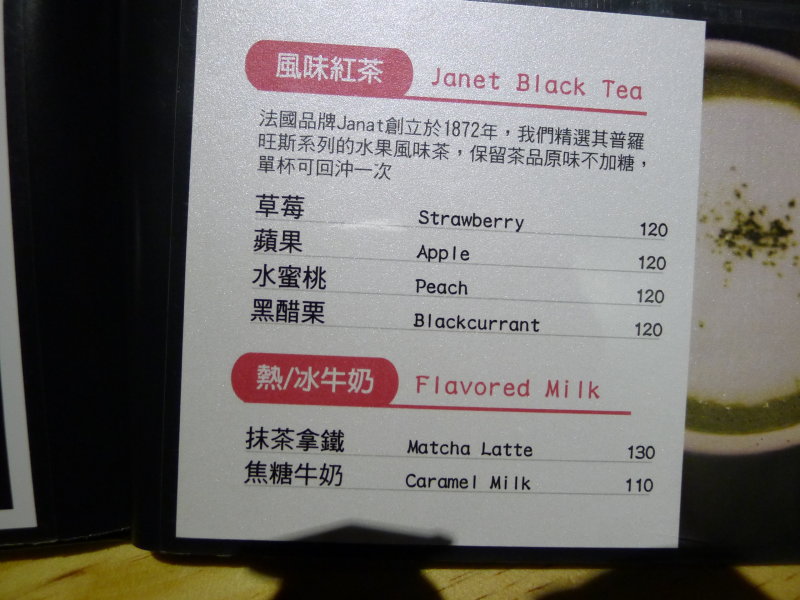 風味紅茶 Janet Black Tea
法國品牌Janat創立於1872年，我們精選其普羅
旺斯系列的水果風味茶，保留茶品原味不加糖，
單杯可回沖一次
草莓 Strawberry 120
蘋果 Apple 120
水蜜桃 Peach 120
黑醋栗 Blackcurrant 120
熱/冰牛奶 Flavored Milk
抹茶拿鐵 Matcha Latte 130
焦糖牛奶 Caramel Milk 110